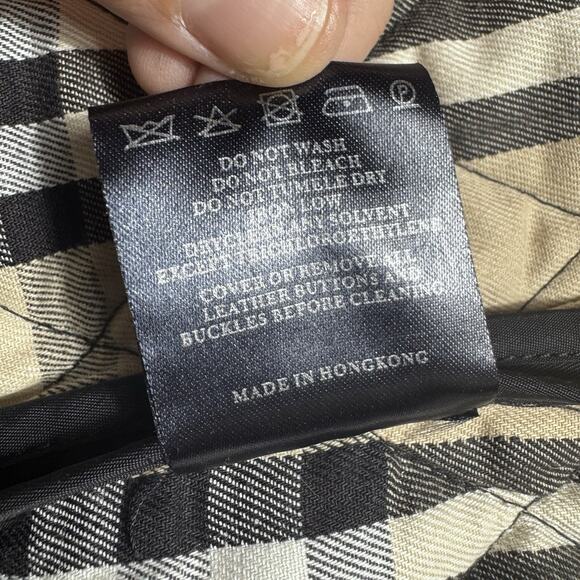 DO NOT WASH
DO NOT BLEACH
DO NOT TUMELE DRY
IRON LOW
DRYCLEAN ANY SOLVENT
EXCEPT TRICHLOROETHYLENE
COVER OR REMOVE ALL
LEATHER BUTTONS AND
BUCKLES BEFORE CLEANING
MADE IN HONGKONG
P